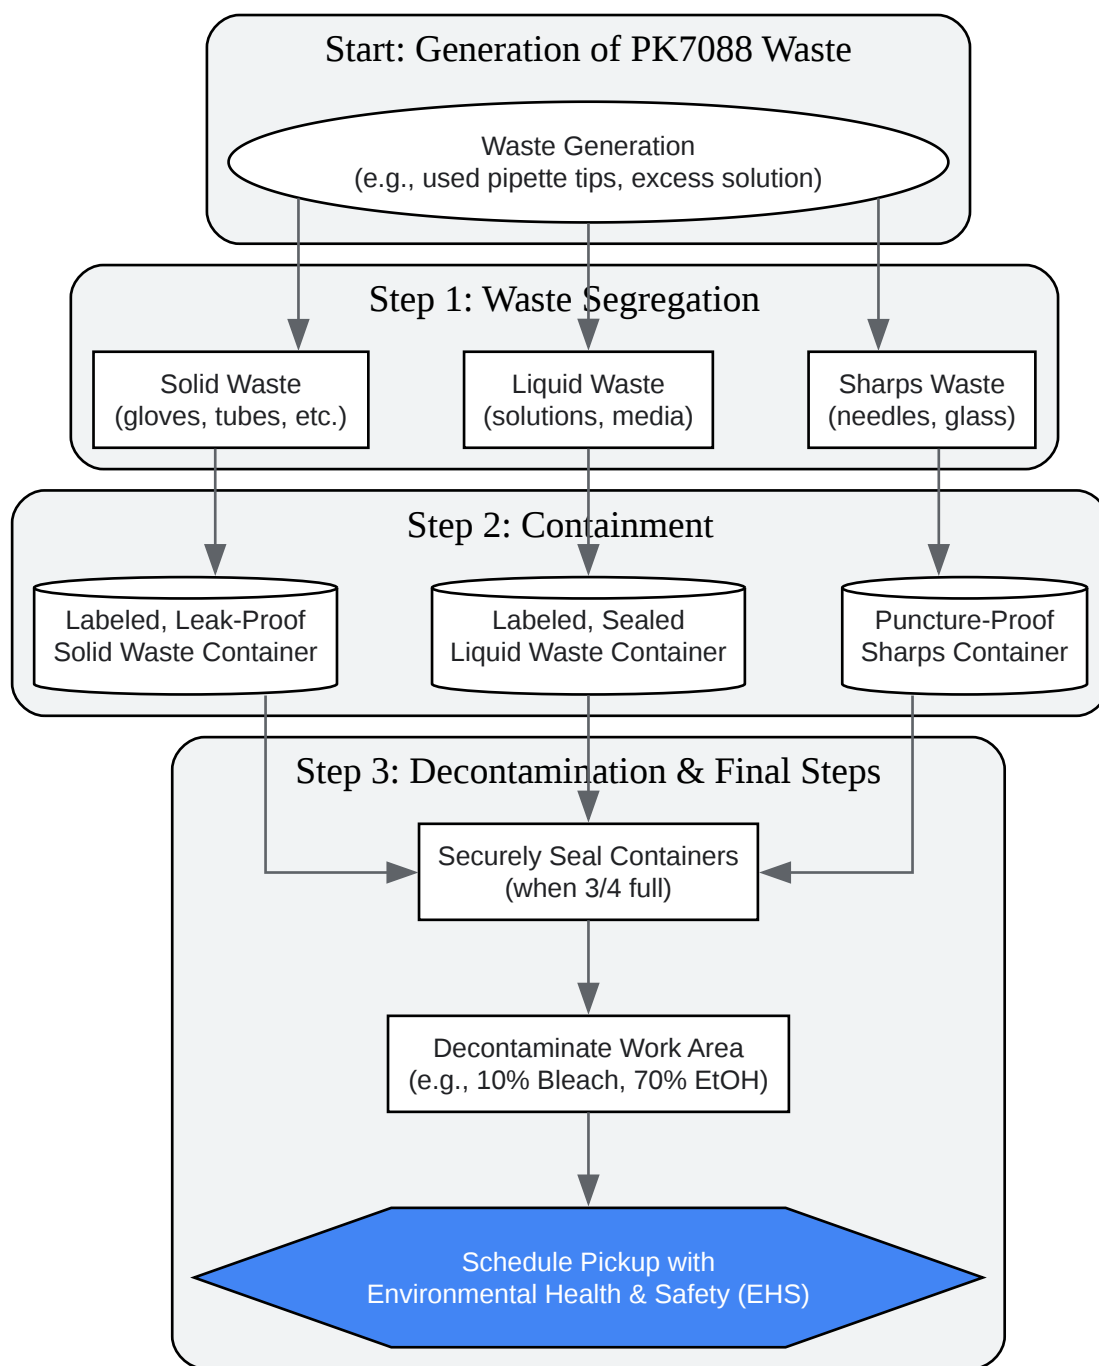 Start: Generation of PK7088 Waste
Waste Generation
(e.g., used pipette tips, excess solution)
Step 1: Waste Segregation
Solid Waste
(gloves, tubes, etc.)
Liquid Waste
(solutions, media)
Sharps Waste
(needles, glass)
Step 2: Containment
Labeled, Leak-Proof
Solid Waste Container
Labeled, Sealed
Liquid Waste Container
Puncture-Proof
Sharps Container
Step 3: Decontamination & Final Steps
Securely Seal Containers
(when 3/4 full)
Decontaminate Work Area
(e.g., 10% Bleach, 70% EtOH)
Schedule Pickup with
Environmental Health & Safety (EHS)